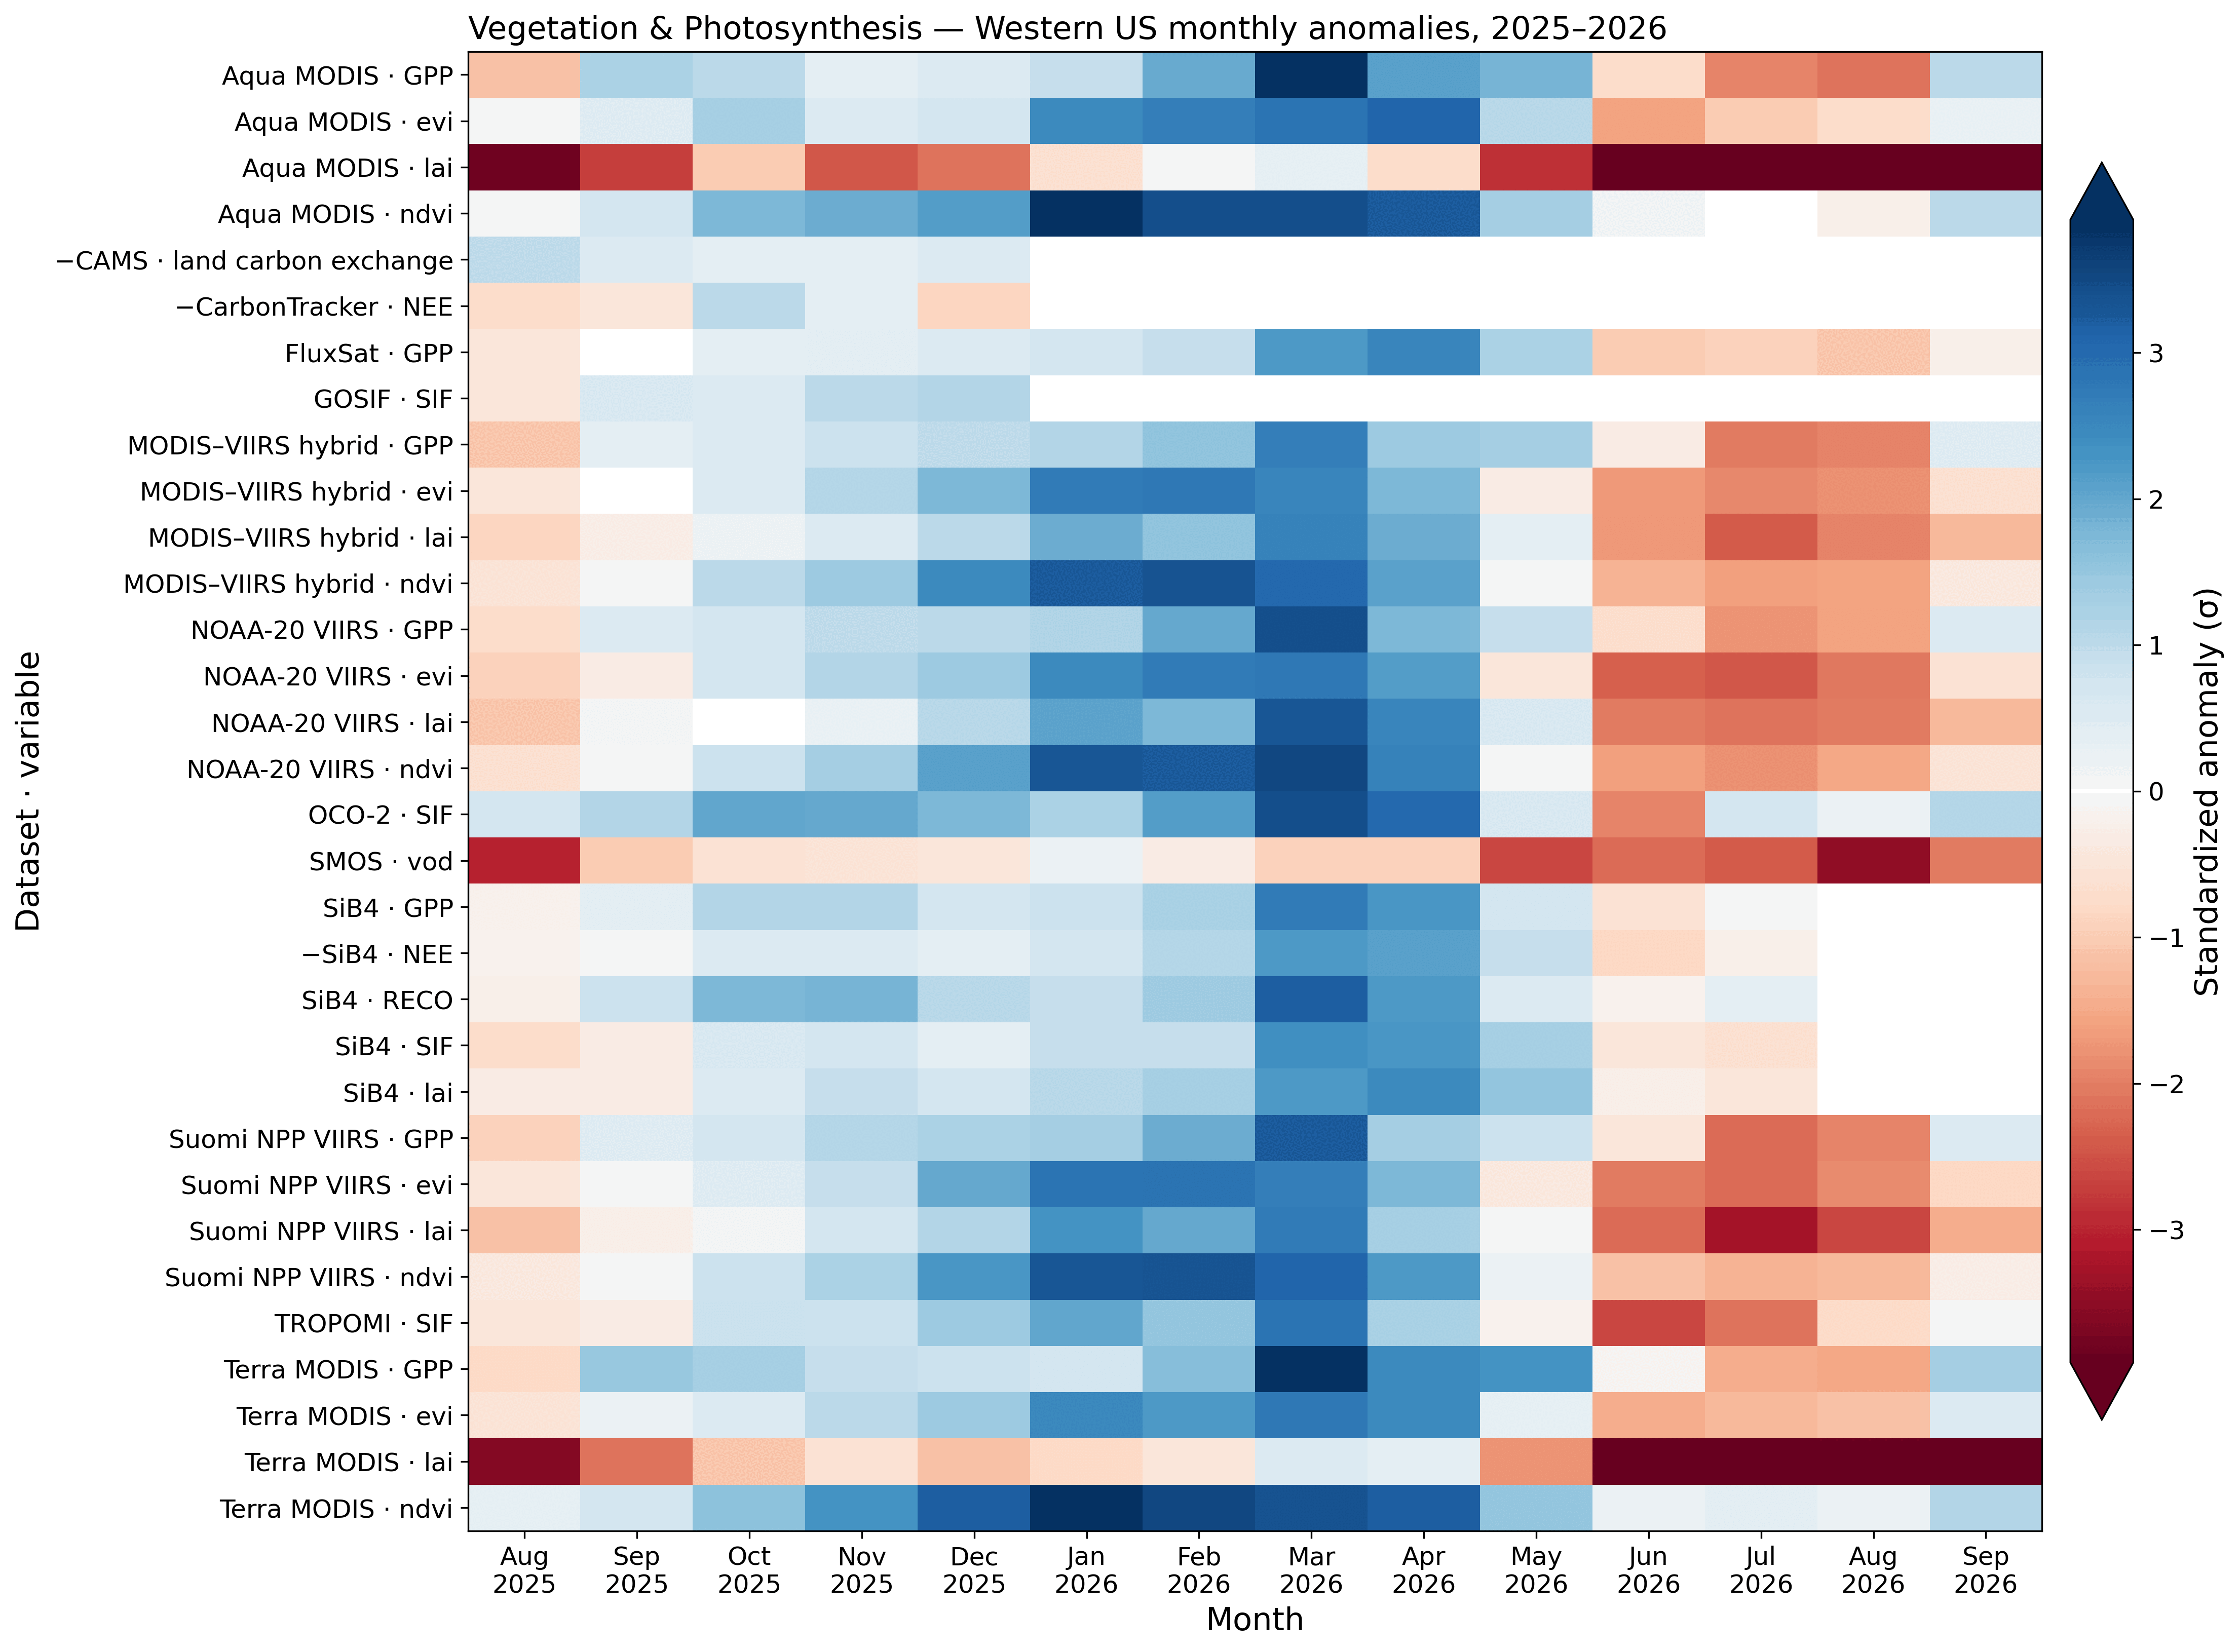 Vegetation & Photosynthesis — Western US monthly anomalies, 2025–2026
Dataset · variable
Aqua MODIS · GPP
Aqua MODIS · evi
Aqua MODIS · lai
Aqua MODIS · ndvi
−CAMS · land carbon exchange
−CarbonTracker · NEE
FluxSat · GPP
GOSIF · SIF
MODIS–VIIRS hybrid · GPP
MODIS–VIIRS hybrid · evi
MODIS–VIIRS hybrid · lai
MODIS–VIIRS hybrid · ndvi
NOAA-20 VIIRS · GPP
NOAA-20 VIIRS · evi
NOAA-20 VIIRS · lai
NOAA-20 VIIRS · ndvi
OCO-2 · SIF
SMOS · vod
SiB4 · GPP
−SiB4 · NEE
SiB4 · RECO
SiB4 · SIF
SiB4 · lai
Suomi NPP VIIRS · GPP
Suomi NPP VIIRS · evi
Suomi NPP VIIRS · lai
Suomi NPP VIIRS · ndvi
TROPOMI · SIF
Terra MODIS · GPP
Terra MODIS · evi
Terra MODIS · lai
Terra MODIS · ndvi
Aug Sep Oct Nov Dec Jan Feb Mar Apr May Jun Jul Aug Sep
2025 2025 2025 2025 2025 2026 2026 2026 2026 2026 2026 2026 2026 2026
Month
3
2
1
0
−1
−2
−3
Standardized anomaly (σ)